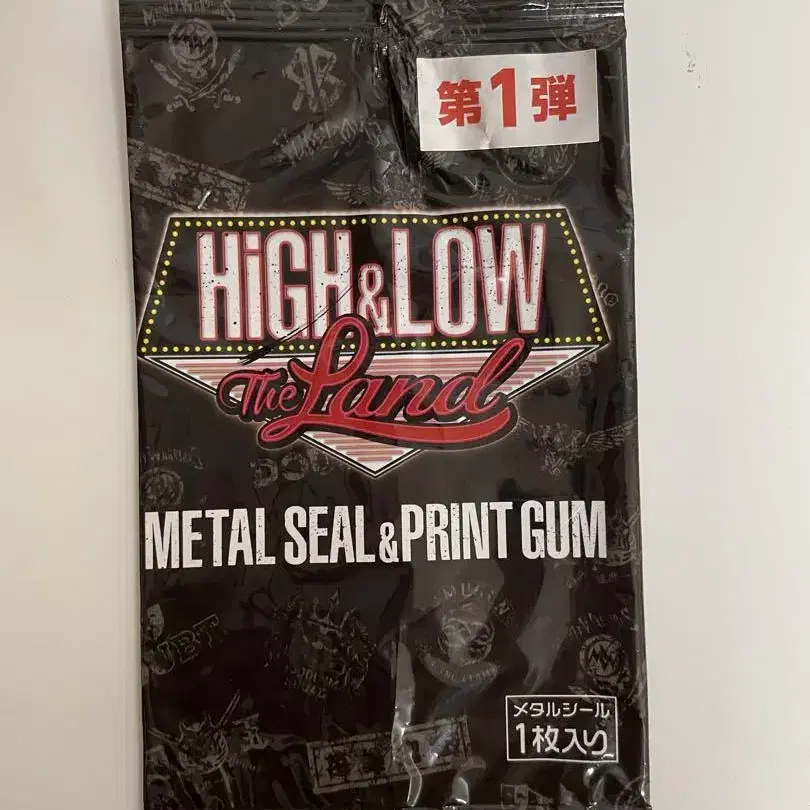 第1弾
HiGH&LOW
The Land
METAL SEAL & PRINT GUM
JBT
メタルシール
1枚入り